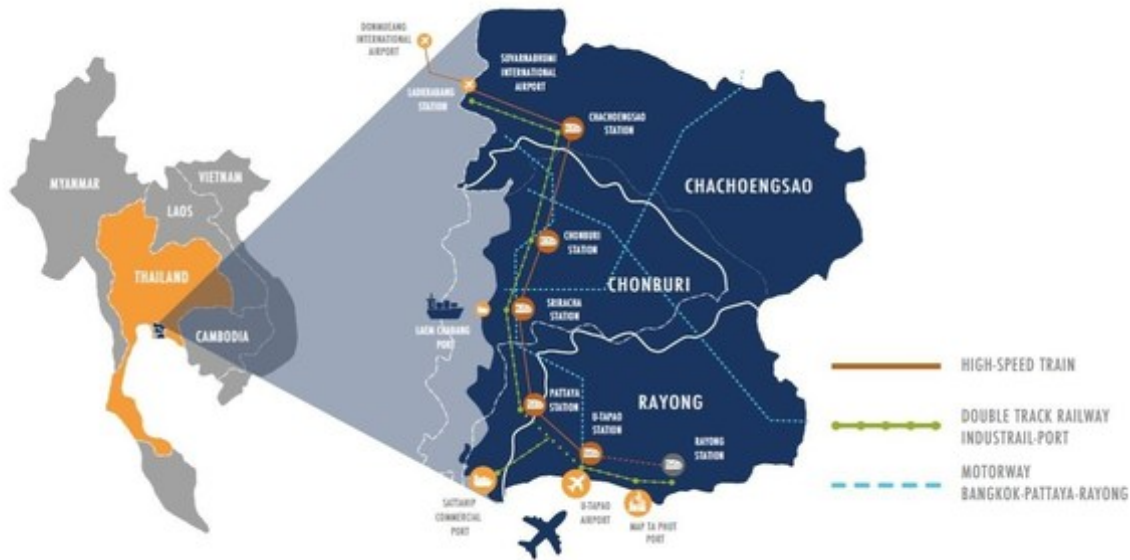 DONMUEANG
INTERNATIONAL
AIRPORT
SUVARNABHUMI
INTERNATIONAL
AIRPORT
LADKRABANG
STATION
CHACHOENGSAO
STATION
MYANMAR
VIETNAM
LAOS
THAILAND
CAMBODIA
CHACHOENGSAO
CHONBURI
STATION
CHONBURI
LAEM CHABANG
PORT
SRIRACHA
STATION
PATTAYA
STATION
RAYONG
U-TAPAO
STATION
RAYONG
STATION
SATTAHIP
COMMERCIAL
PORT
U-TAPAO
AIRPORT
MAP TA PHUT
PORT
HIGH-SPEED TRAIN
DOUBLE TRACK RAILWAY
INDUSTRAIL-PORT
MOTORWAY
BANGKOK-PATTAYA-RAYONG